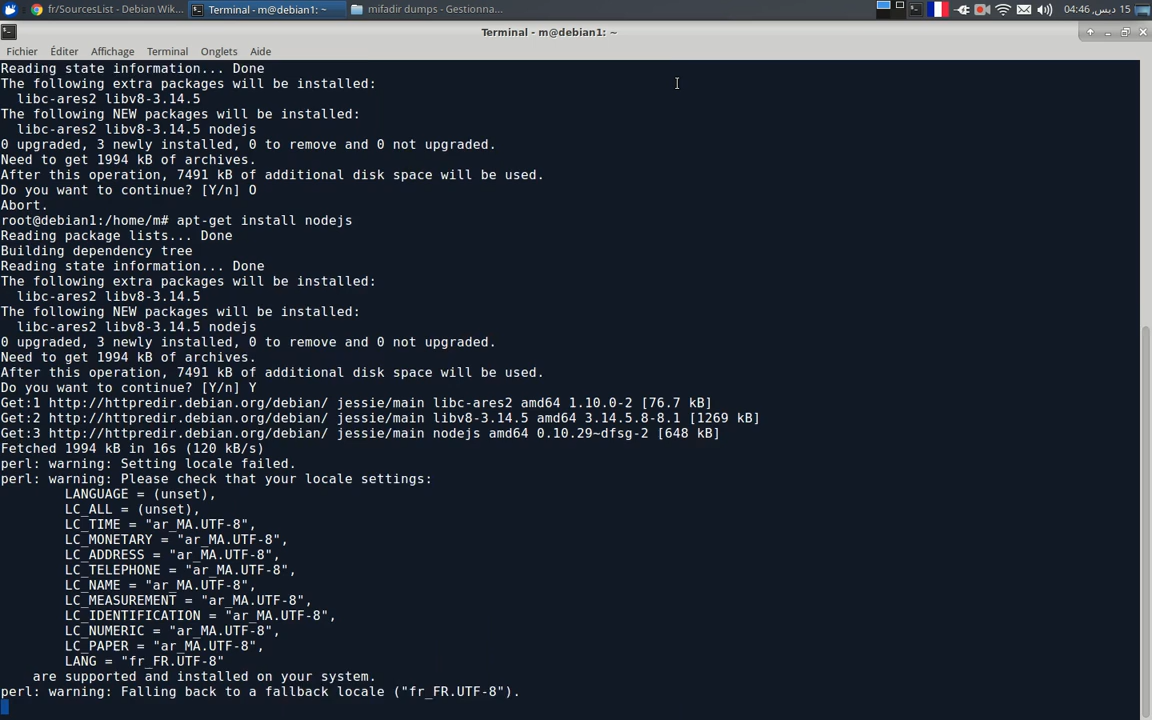 fr/SourcesList - Debian Wik...
Terminal - m@debian1: ~
mifadir dumps - Gestionna...
15 ديس, 04:46
Terminal - m@debian1: ~
Fichier Éditer Affichage Terminal Onglets Aide
Reading state information... Done
The following extra packages will be installed:
  libc-ares2 libv8-3.14.5
The following NEW packages will be installed:
  libc-ares2 libv8-3.14.5 nodejs
0 upgraded, 3 newly installed, 0 to remove and 0 not upgraded.
Need to get 1994 kB of archives.
After this operation, 7491 kB of additional disk space will be used.
Do you want to continue? [Y/n] O
Abort.
root@debian1:/home/m# apt-get install nodejs
Reading package lists... Done
Building dependency tree
Reading state information... Done
The following extra packages will be installed:
  libc-ares2 libv8-3.14.5
The following NEW packages will be installed:
  libc-ares2 libv8-3.14.5 nodejs
0 upgraded, 3 newly installed, 0 to remove and 0 not upgraded.
Need to get 1994 kB of archives.
After this operation, 7491 kB of additional disk space will be used.
Do you want to continue? [Y/n] Y
Get:1 http://httpredir.debian.org/debian/ jessie/main libc-ares2 amd64 1.10.0-2 [76.7 kB]
Get:2 http://httpredir.debian.org/debian/ jessie/main libv8-3.14.5 amd64 3.14.5.8-8.1 [1269 kB]
Get:3 http://httpredir.debian.org/debian/ jessie/main nodejs amd64 0.10.29~dfsg-2 [648 kB]
Fetched 1994 kB in 16s (120 kB/s)
perl: warning: Setting locale failed.
perl: warning: Please check that your locale settings:
        LANGUAGE = (unset),
        LC_ALL = (unset),
        LC_TIME = "ar_MA.UTF-8",
        LC_MONETARY = "ar_MA.UTF-8",
        LC_ADDRESS = "ar_MA.UTF-8",
        LC_TELEPHONE = "ar_MA.UTF-8",
        LC_NAME = "ar_MA.UTF-8",
        LC_MEASUREMENT = "ar_MA.UTF-8",
        LC_IDENTIFICATION = "ar_MA.UTF-8",
        LC_NUMERIC = "ar_MA.UTF-8",
        LC_PAPER = "ar_MA.UTF-8",
        LANG = "fr_FR.UTF-8"
    are supported and installed on your system.
perl: warning: Falling back to a fallback locale ("fr_FR.UTF-8").